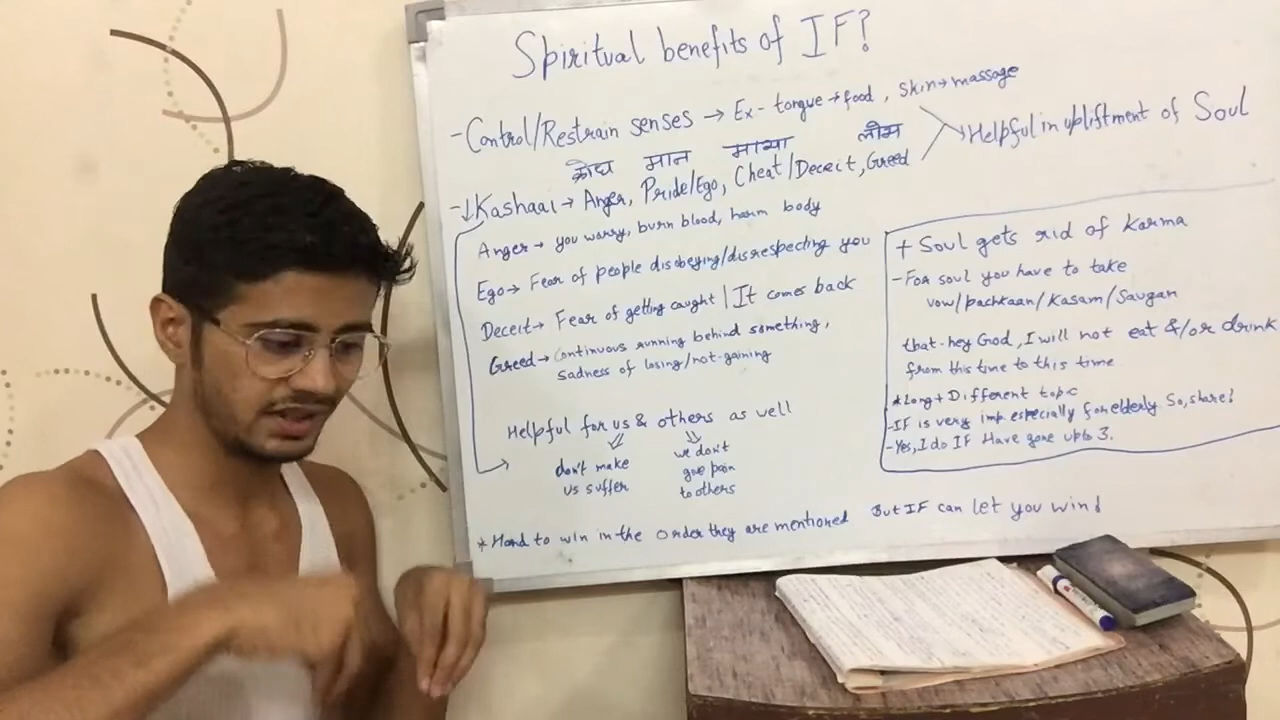 Spiritual benefits of IF?
- Control/Restrain senses → Ex- tongue → food, Skin → massage
→ Helpful in upliftment of Soul
क्रोध मान माया लोभ
- ↓ Kashaai → Anger, Pride/Ego, Cheat/Deceit, Greed
Anger → you worry, burn blood, harm body
Ego → Fear of people disobeying/disrespecting you
Deceit → Fear of getting caught | It comes back
Greed → Continuous running behind something,
sadness of losing/not-gaining
Helpful for us & others as well
don't make
us suffer
we don't
give pain
to others
* Hard to win in the order they are mentioned But IF can let you win!
+ Soul gets rid of Karma
- For soul you have to take
vow/pachkaan/Kasam/Saugan
that - hey God, I will not eat &/or drink
from this time to this time
* Long + Different topic
- IF is very imp. especially for elderly So, share!
- Yes, I do IF Have gone upto 3.